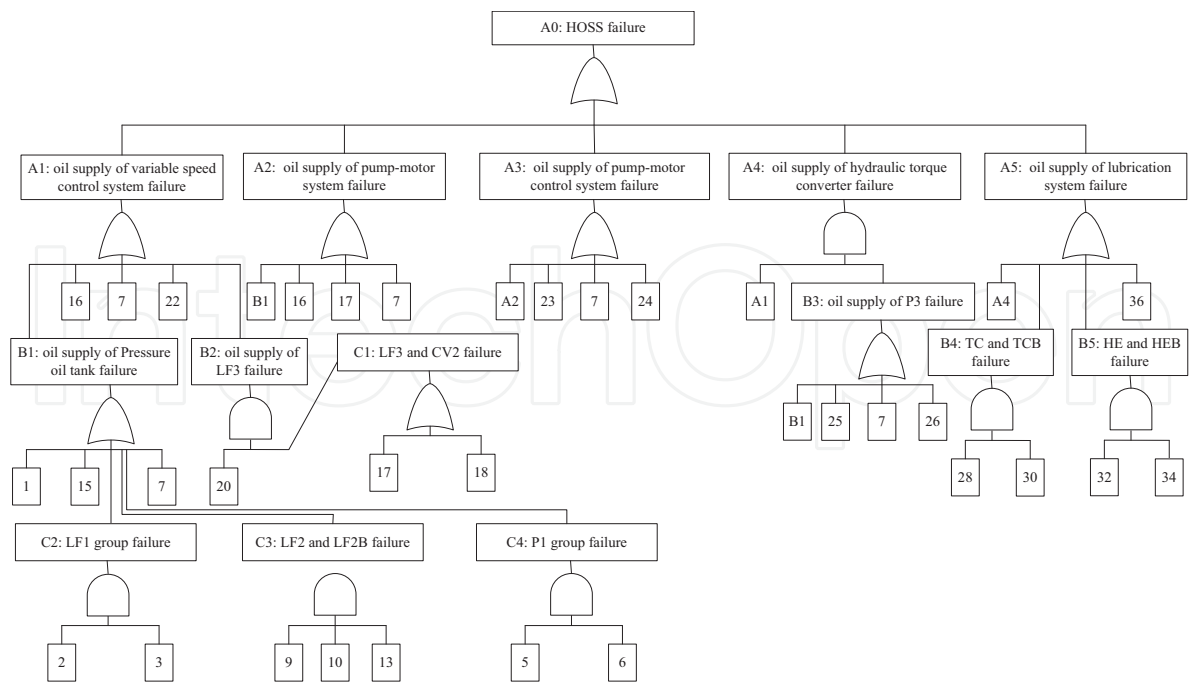 A0: HOSS failure
A1: oil supply of variable speed
control system failure
A2: oil supply of pump-motor
system failure
A3: oil supply of pump-motor
control system failure
A4: oil supply of hydraulic torque
converter failure
A5: oil supply of lubrication
system failure
16
7
22
B1
16
17
7
A2
23
7
24
A1
B3: oil supply of P3 failure
A4
36
B1: oil supply of Pressure
oil tank failure
B2: oil supply of
LF3 failure
C1: LF3 and CV2 failure
B4: TC and TCB
failure
B5: HE and HEB
failure
B1
25
7
26
1
15
7
20
17
18
28
30
32
34
C2: LF1 group failure
C3: LF2 and LF2B failure
C4: P1 group failure
2
3
9
10
13
5
6
IntechOpen